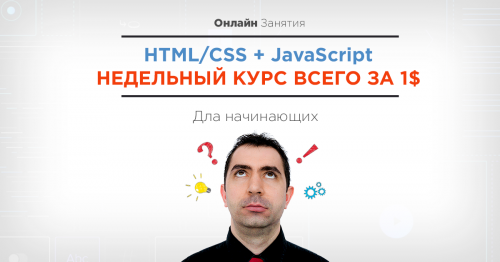 Онлайн Занятия
HTML/CSS + JavaScript
НЕДЕЛЬНЫЙ КУРС ВСЕГО ЗА 1$
Дла начинающих